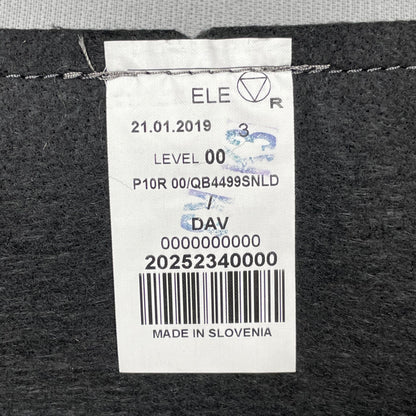 ELE R
21.01.2019 3
LEVEL 00
P10R 00/QB4499SNLD
/
DAV
0000000000
20252340000
MADE IN SLOVENIA